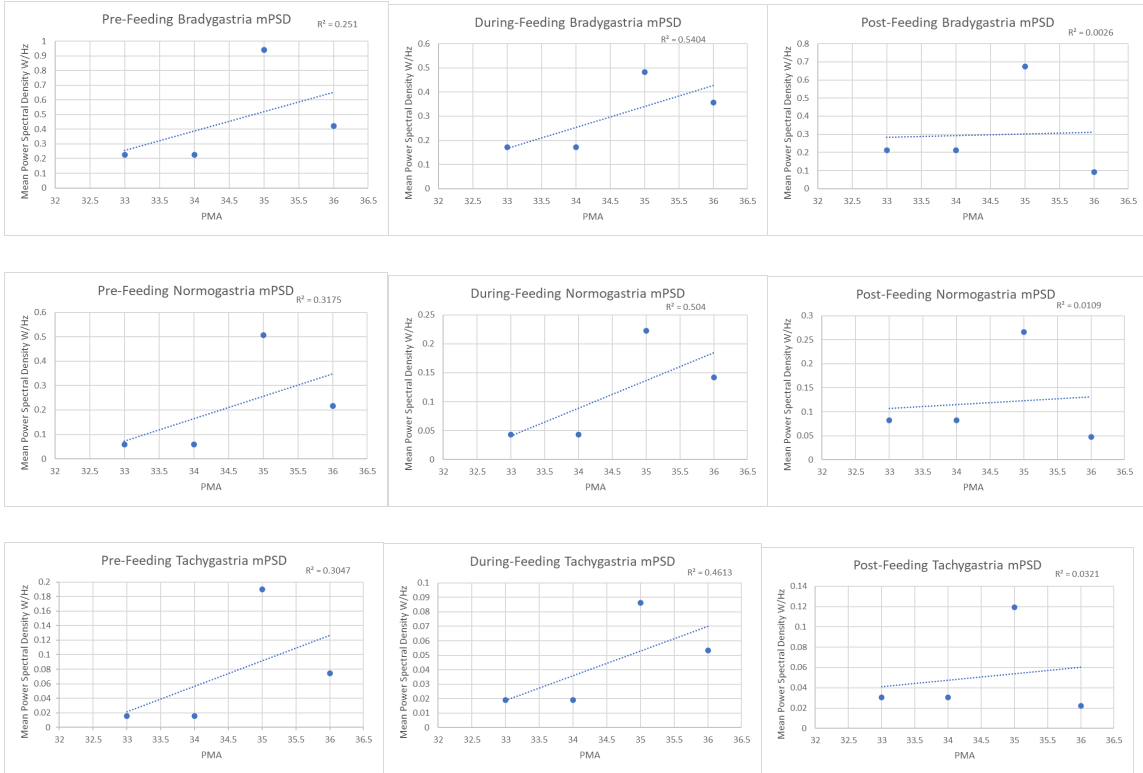 Pre-Feeding Bradygastria mPSD
R² = 0.251
Mean Power Spectral Density W/Hz
1
0.9
0.8
0.7
0.6
0.5
0.4
0.3
0.2
0.1
0
32 32.5 33 33.5 34 34.5 35 35.5 36 36.5
PMA
During-Feeding Bradygastria mPSD
R² = 0.5404
Mean Power Spectral Density W/Hz
0.6
0.5
0.4
0.3
0.2
0.1
0
32 32.5 33 33.5 34 34.5 35 35.5 36 36.5
PMA
Post-Feeding Bradygastria mPSD
R² = 0.0026
Mean Power Spectral Density W/Hz
0.8
0.7
0.6
0.5
0.4
0.3
0.2
0.1
0
32 32.5 33 33.5 34 34.5 35 35.5 36 36.5
PMA
Pre-Feeding Normogastria mPSD
R² = 0.3175
Mean Power Spectral Density W/Hz
0.6
0.5
0.4
0.3
0.2
0.1
0
32 32.5 33 33.5 34 34.5 35 35.5 36 36.5
PMA
During-Feeding Normogastria mPSD
R² = 0.504
Mean Power Spectral Density W/Hz
0.25
0.2
0.15
0.1
0.05
0
32 32.5 33 33.5 34 34.5 35 35.5 36 36.5
PMA
Post-Feeding Normogastria mPSD
R² = 0.0109
Mean Power Spectral Density W/Hz
0.3
0.25
0.2
0.15
0.1
0.05
0
32 32.5 33 33.5 34 34.5 35 35.5 36 36.5
PMA
Pre-Feeding Tachygastria mPSD
R² = 0.3047
Mean Power Spectral Density W/Hz
0.2
0.18
0.16
0.14
0.12
0.1
0.08
0.06
0.04
0.02
0
32 32.5 33 33.5 34 34.5 35 35.5 36 36.5
PMA
During-Feeding Tachygastria mPSD
R² = 0.4613
Mean Power Spectral Density W/Hz
0.1
0.09
0.08
0.07
0.06
0.05
0.04
0.03
0.02
0.01
0
32 32.5 33 33.5 34 34.5 35 35.5 36 36.5
PMA
Post-Feeding Tachygastria mPSD
R² = 0.0321
Mean Power Spectral Density W/Hz
0.14
0.12
0.1
0.08
0.06
0.04
0.02
0
32 32.5 33 33.5 34 34.5 35 35.5 36 36.5
PMA